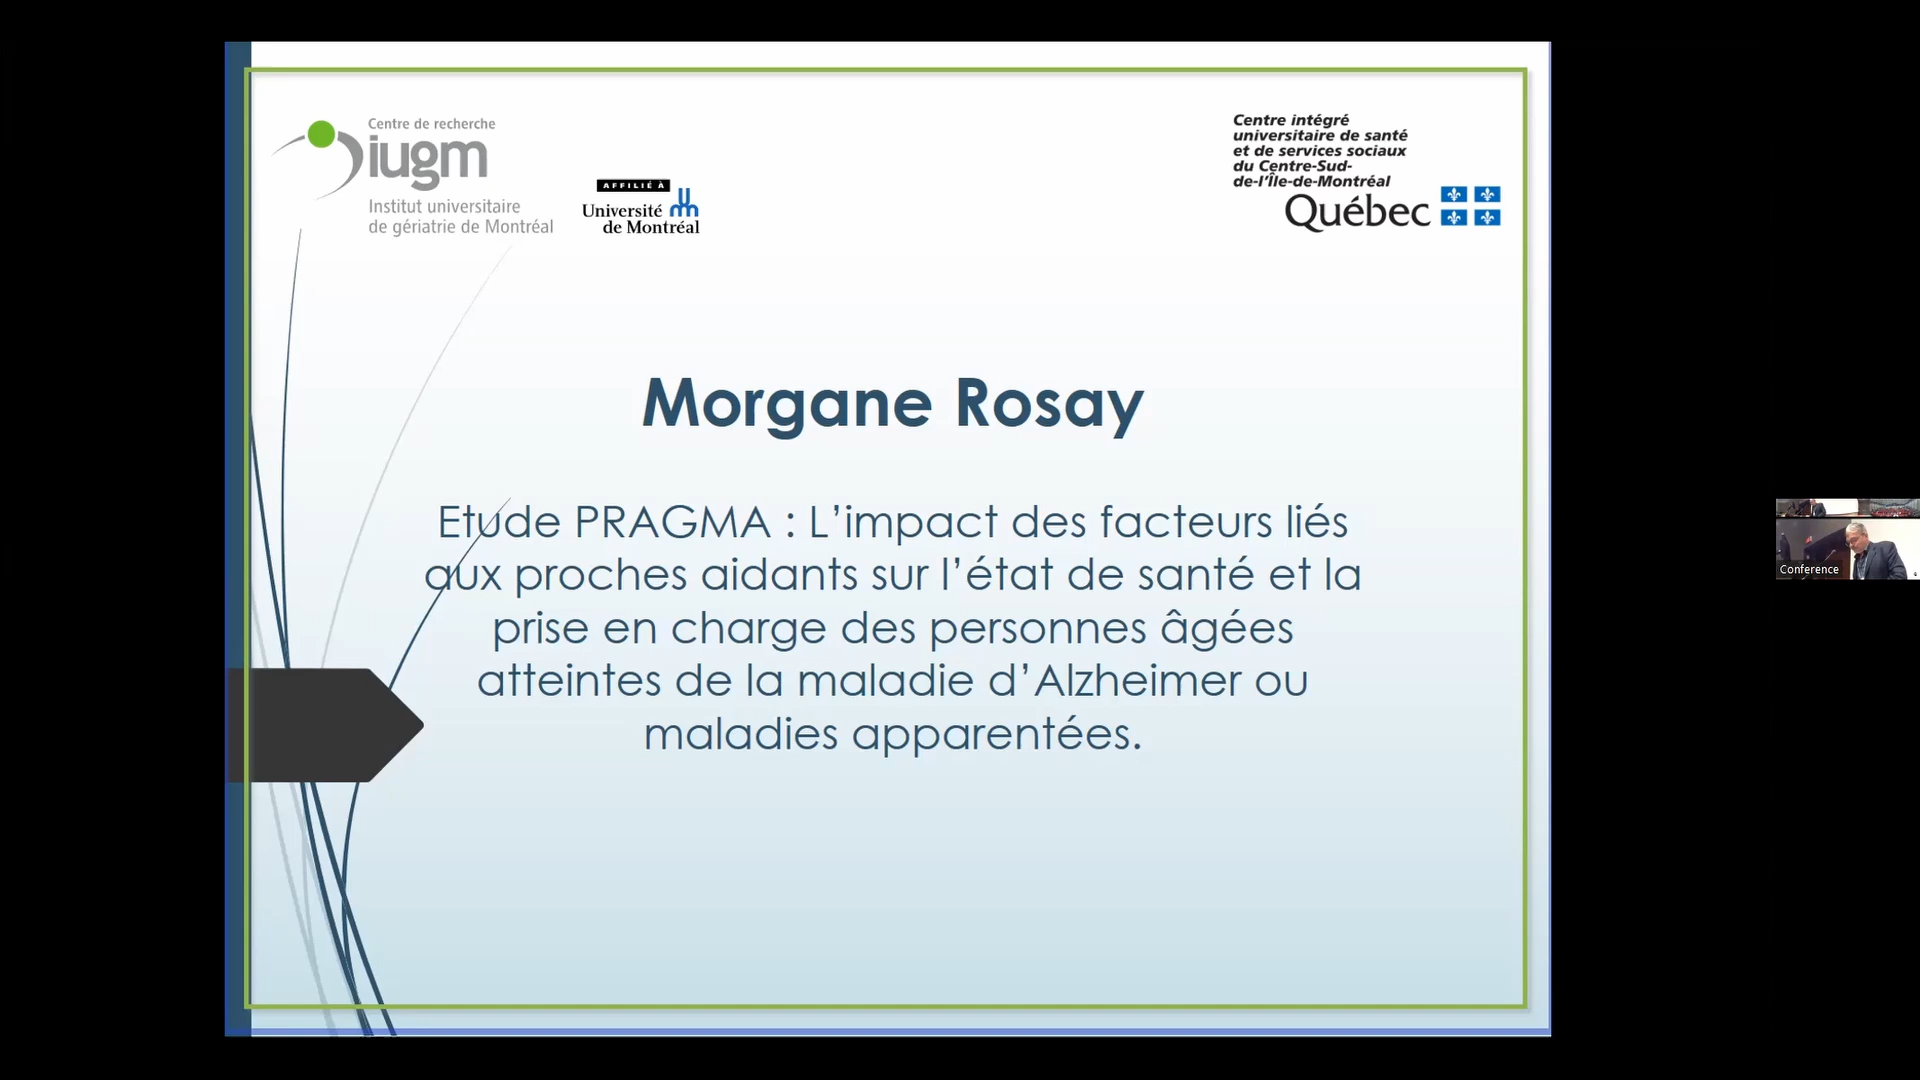 Centre de recherche
iugm
Institut universitaire
de gériatrie de Montréal
AFFILIÉ À
Université
de Montréal
Centre intégré
universitaire de santé
et de services sociaux
du Centre-Sud-
de-l'Île-de-Montréal
Québec
Morgane Rosay
Etude PRAGMA : L’impact des facteurs liés
aux proches aidants sur l’état de santé et la
prise en charge des personnes âgées
atteintes de la maladie d’Alzheimer ou
maladies apparentées.
Conference